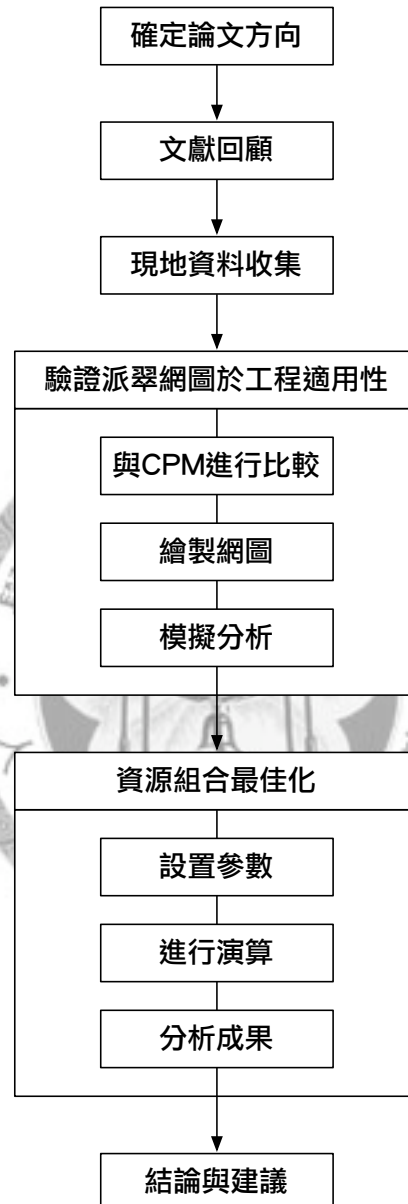 確定論文方向
文獻回顧
現地資料收集
驗證派翠網圖於工程適用性
與CPM進行比較
繪製網圖
模擬分析
資源組合最佳化
設置參數
進行演算
分析成果
結論與建議